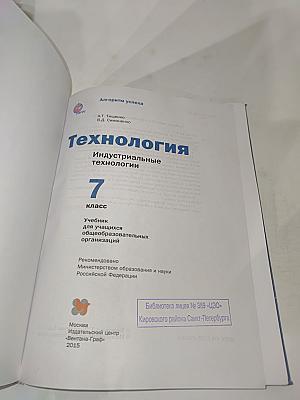 Алгоритм успеха
А.Т. Тищенко
В.Д. Симоненко
Технология
Индустриальные
технологии
7
класс
Учебник
для учащихся
общеобразовательных
организаций
Рекомендовано
Министерством образования и науки
Российской Федерации
Москва
Издательский центр
«Вентана-Граф»
2015
Библиотека лицея № 389 «ЦЭО»
Кировского района Санкт-Петербурга